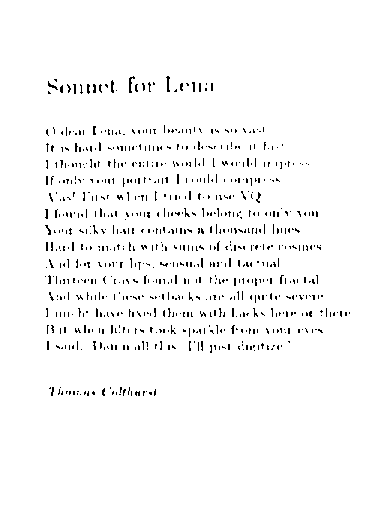 Sonnet for Lena
O dear Lena, your beauty is so vast
It is hard sometimes to describe it fast.
I thought the entire world I would impress
If only your portrait I could compress.
Alas! First when I tried to use VQ
I found that your cheeks belong to only you.
Your silky hair contains a thousand lines
Hard to match with sums of discrete cosines.
And for your lips, sensual and tactual
Thirteen Crays found not the proper fractal.
And while these setbacks are all quite severe
I might have fixed them with hacks here or there
But when filters took sparkle from your eyes
I said, "Damn all this. I'll just digitize."
Thomas Colthurst